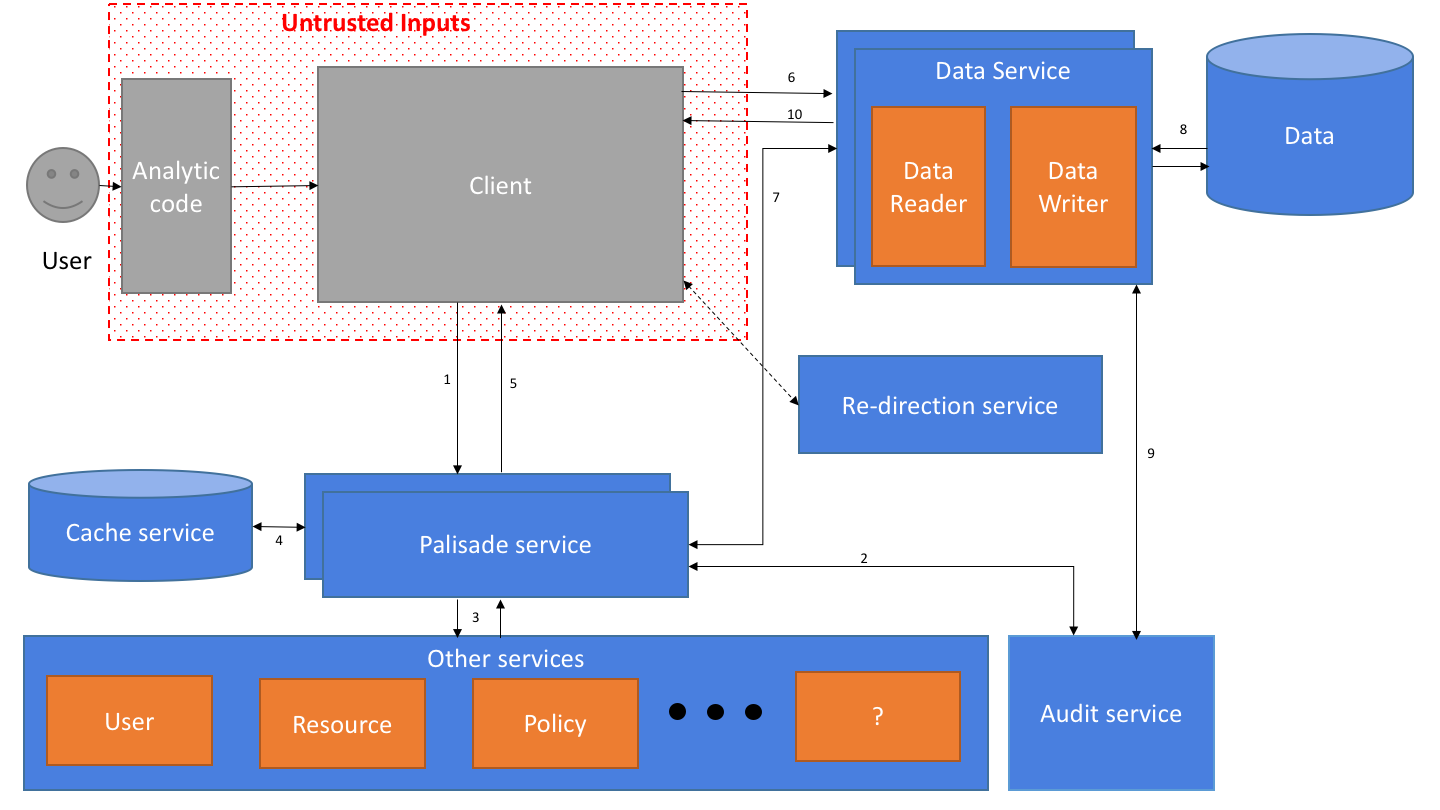 Untrusted Inputs
Analytic
code
Client
User
6
10
7
Data Service
Data
Reader
Data
Writer
8
Data
1
5
Re-direction service
9
Cache service
4
Palisade service
2
3
Other services
User
Resource
Policy
?
Audit service